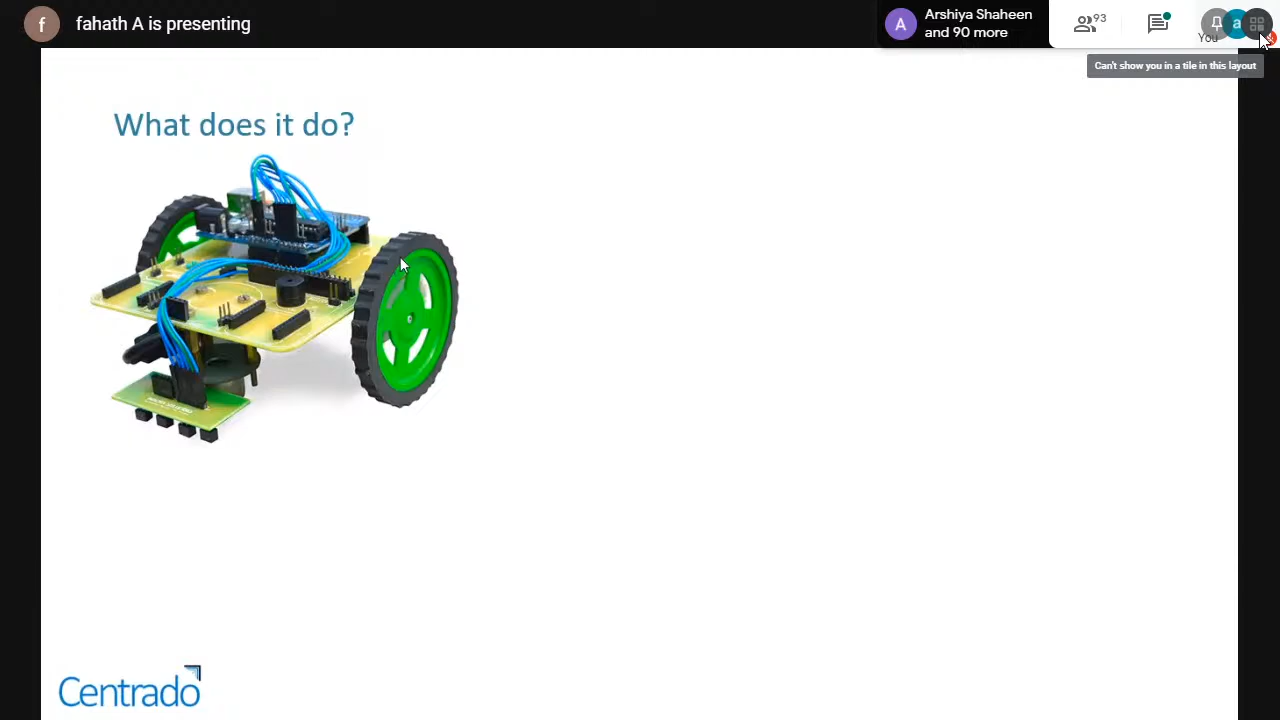 f
fahath A is presenting
A
Arshiya Shaheen
and 90 more
93
a
You
Can't show you in a tile in this layout
What does it do?
Centrado